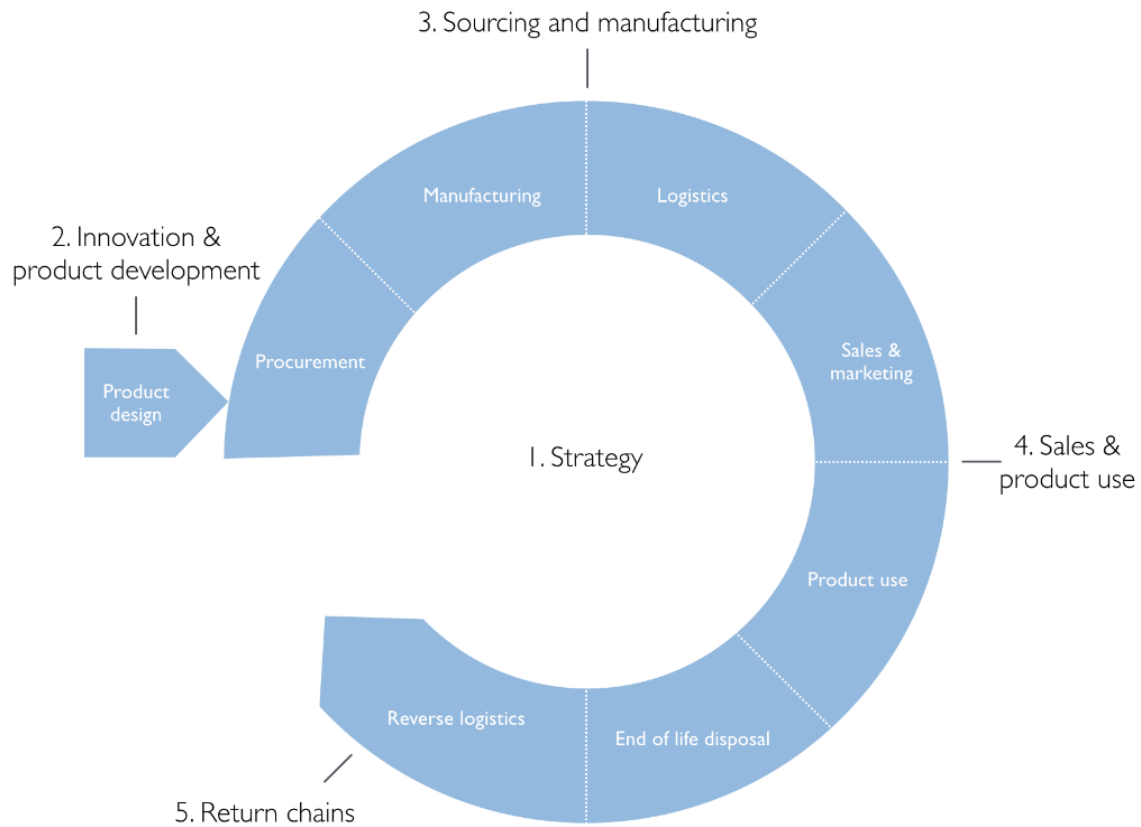 3. Sourcing and manufacturing
Manufacturing
Logistics
2. Innovation &
product development
Procurement
Product
design
Sales &
marketing
1. Strategy
4. Sales &
product use
Product use
Reverse logistics
End of life disposal
5. Return chains